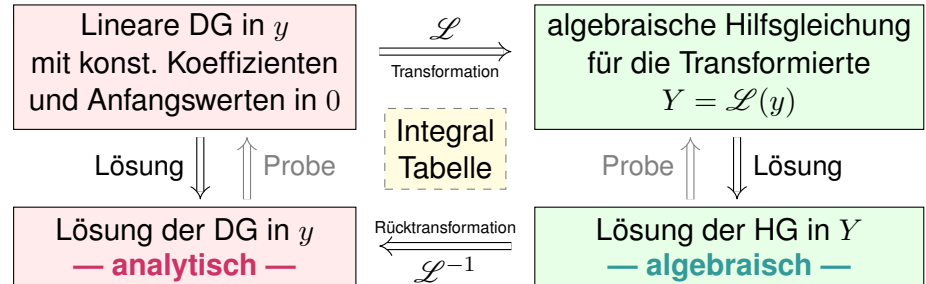 Lineare DG in y
mit konst. Koeffizienten
und Anfangswerten in 0
ℒ
Transformation
algebraische Hilfsgleichung
für die Transformierte
Y = ℒ(y)
Integral
Tabelle
Lösung
Probe
Probe
Lösung
Lösung der DG in y
— analytisch —
Rücktransformation
ℒ⁻¹
Lösung der HG in Y
— algebraisch —